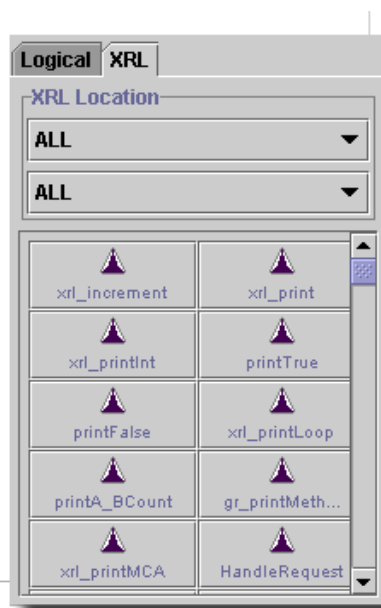 Logical XRL
XRL Location
ALL
ALL
xrl_increment xrl_print
xrl_printInt printTrue
printFalse xrl_printLoop
printA_BCount gr_printMeth...
xrl_printMCA HandleRequest